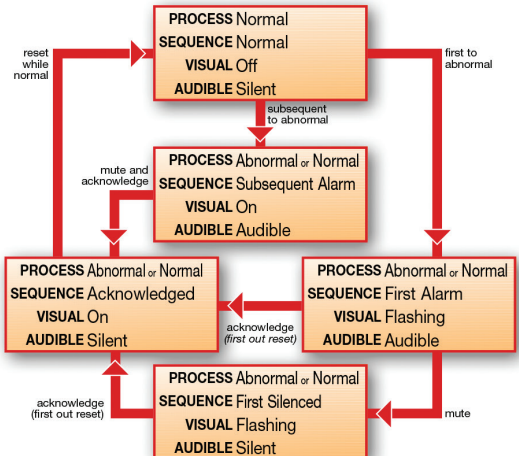 PROCESS Normal
SEQUENCE Normal
VISUAL Off
AUDIBLE Silent
reset
while
normal
first to
abnormal
subsequent
to abnormal
PROCESS Abnormal or Normal
SEQUENCE Subsequent Alarm
VISUAL On
AUDIBLE Audible
mute and
acknowledge
PROCESS Abnormal or Normal
SEQUENCE Acknowledged
VISUAL On
AUDIBLE Silent
acknowledge
(first out reset)
PROCESS Abnormal or Normal
SEQUENCE First Alarm
VISUAL Flashing
AUDIBLE Audible
acknowledge
(first out reset)
PROCESS Abnormal or Normal
SEQUENCE First Silenced
VISUAL Flashing
AUDIBLE Silent
mute